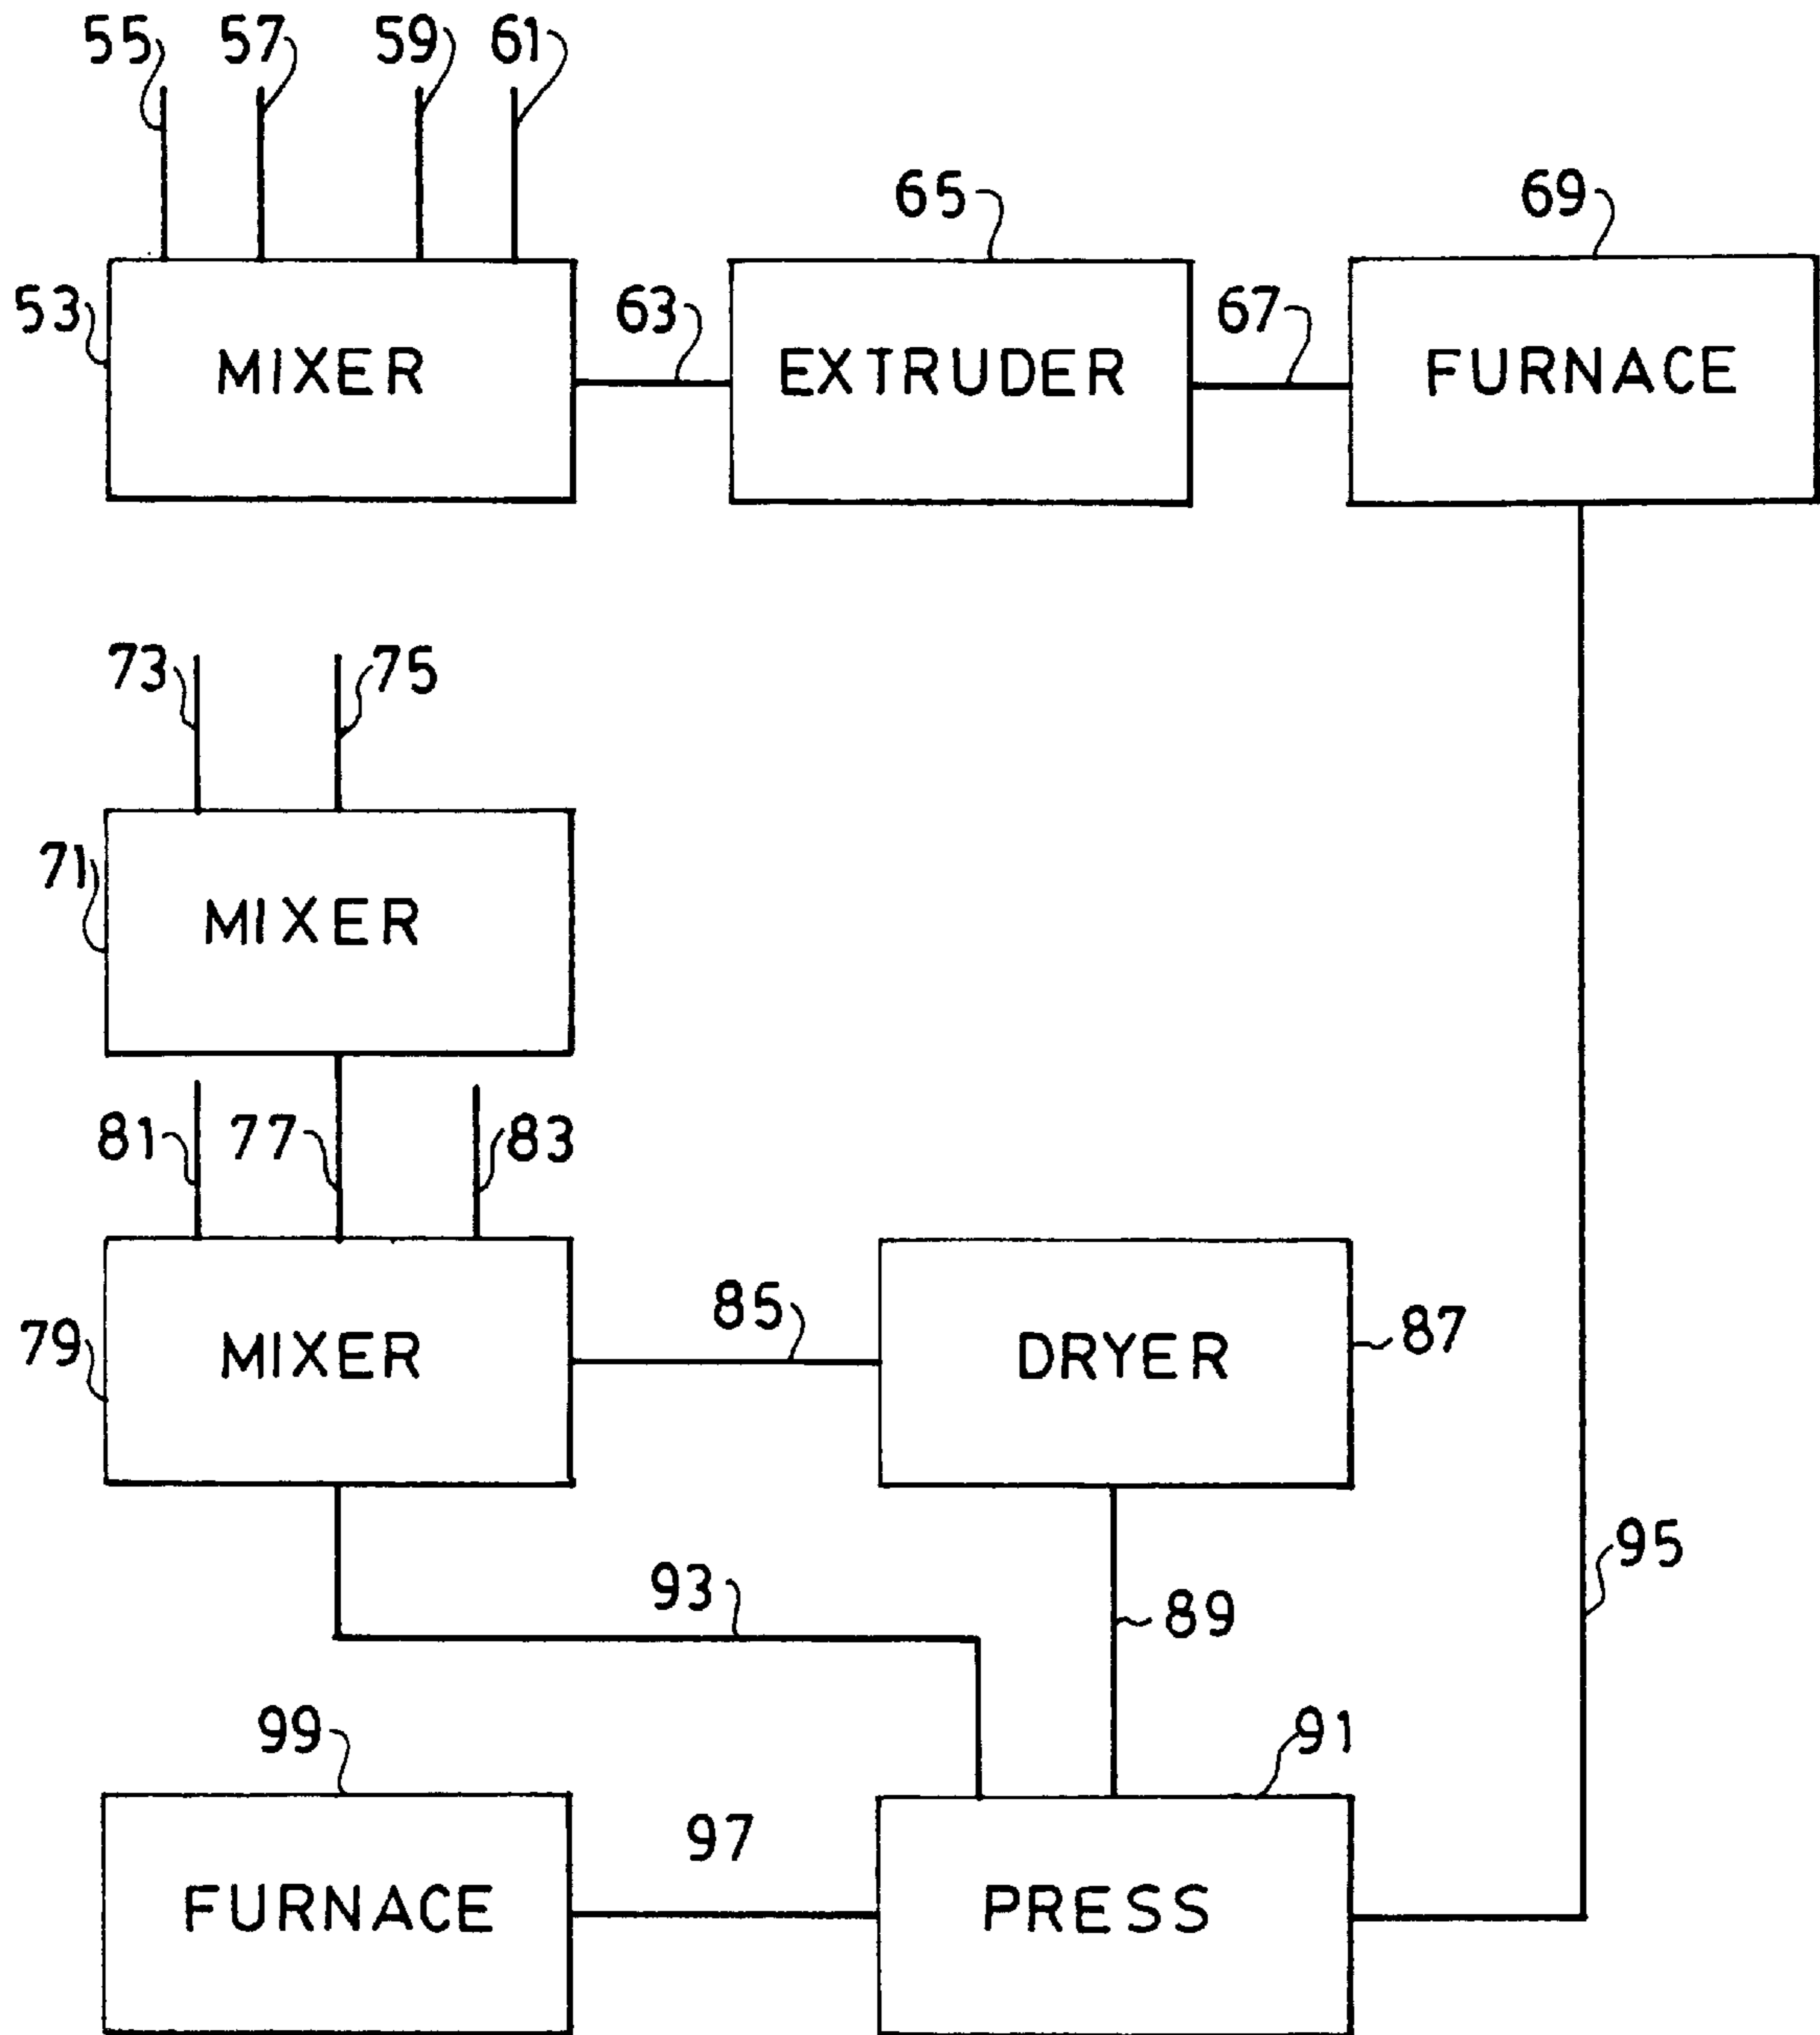 55 57 59 61
65 69
53 63 67
MIXER EXTRUDER FURNACE
73 75
71
MIXER
81 77 83
85
79 87
MIXER DRYER
95
93 89
99 91
97
FURNACE PRESS